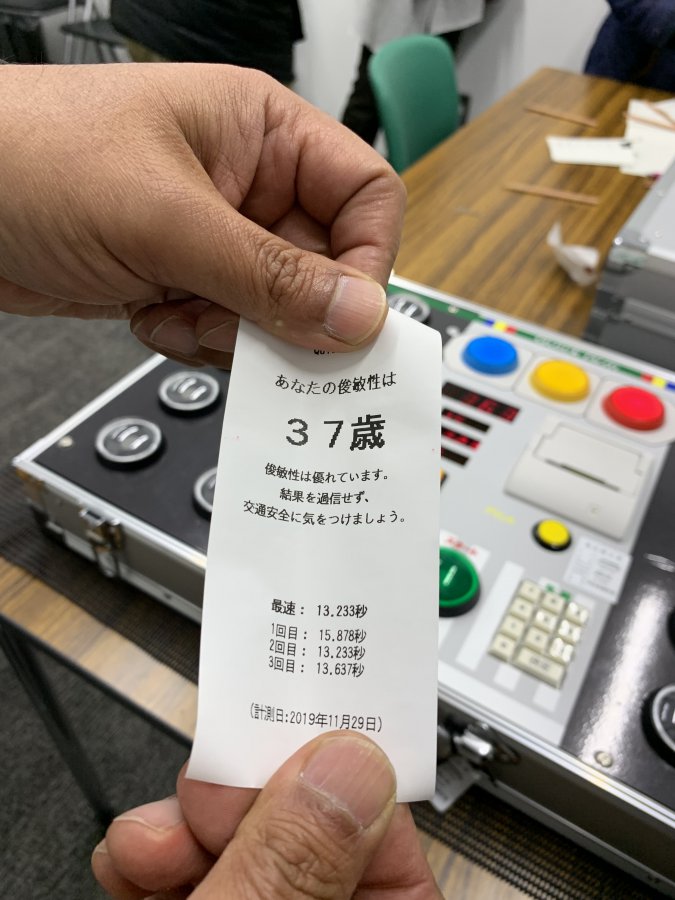 あなたの俊敏性は
37歳
俊敏性は優れています。
結果を過信せず、
交通安全に気をつけましょう。
最速： 13.233秒
1回目： 15.878秒
2回目： 13.233秒
3回目： 13.637秒
(計測日:2019年11月29日)